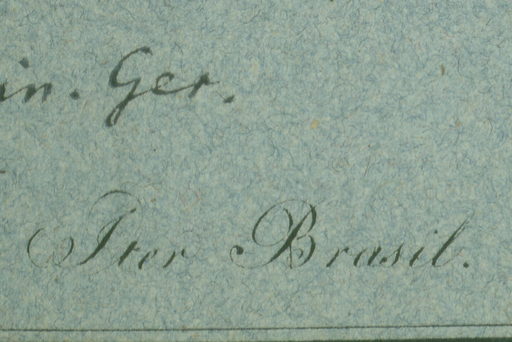 in. Ger.
Iter Brasil.